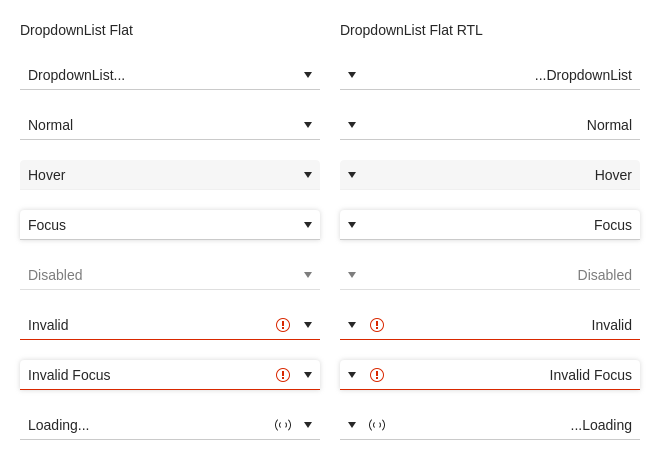 DropdownList Flat
DropdownList Flat RTL
DropdownList...
...DropdownList
Normal
Normal
Hover
Hover
Focus
Focus
Disabled
Disabled
Invalid
Invalid
Invalid Focus
Invalid Focus
Loading...
...Loading